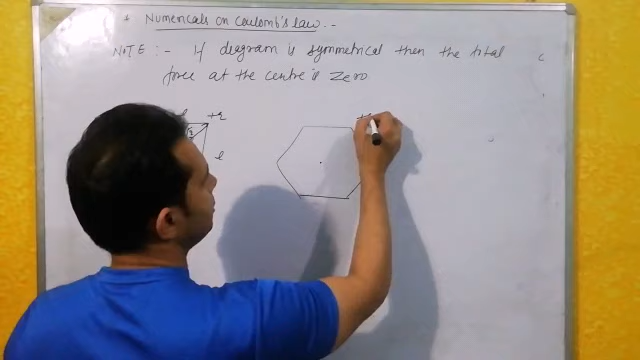 + Numericals on Coulomb's law .-
NOTE :- If diagram is symmetrical then the total
force at the centre is zero
+q
l